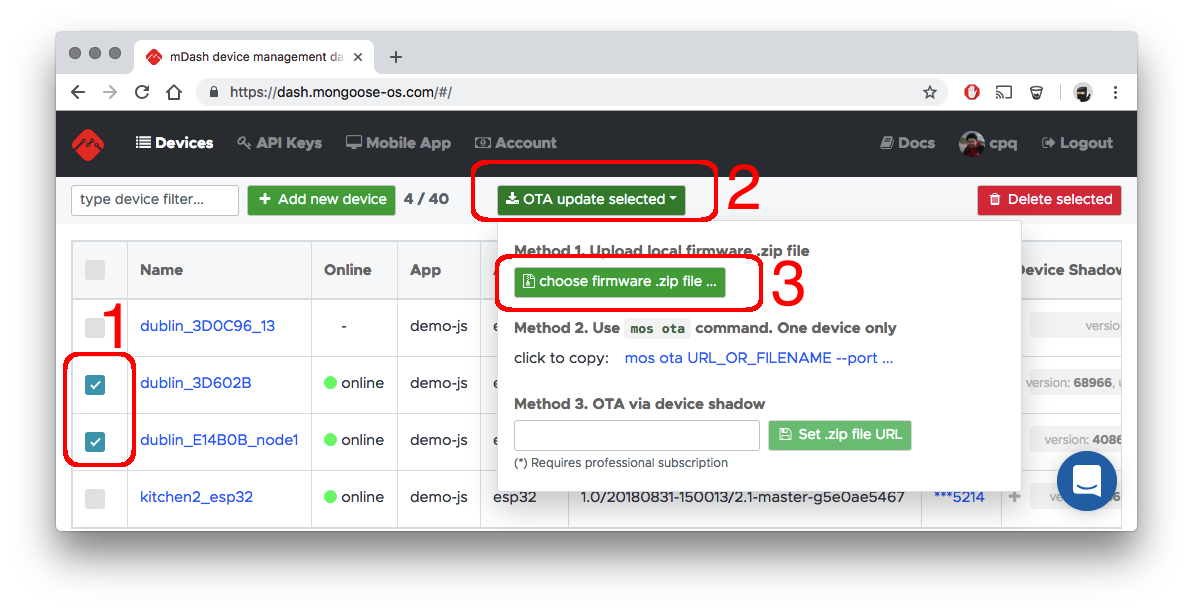 mDash device management da
https://dash.mongoose-os.com/#/
Devices API Keys Mobile App Account Docs cpq Logout
type device filter... + Add new device 4 / 40 OTA update selected Delete selected
2
Method 1. Upload local firmware .zip file
choose firmware .zip file ...
3
Method 2. Use mos ota command. One device only
click to copy: mos ota URL_OR_FILENAME --port ...
Method 3. OTA via device shadow
Set .zip file URL
(*) Requires professional subscription
Name Online App Device Shadow
1
dublin_3D0C96_13 - demo-js
dublin_3D602B online demo-js version: 68966, u
dublin_E14B0B_node1 online demo-js version: 4086
kitchen2_esp32 online demo-js esp32 1.0/20180831-150013/2.1-master-g5e0ae5467 ***5214 +